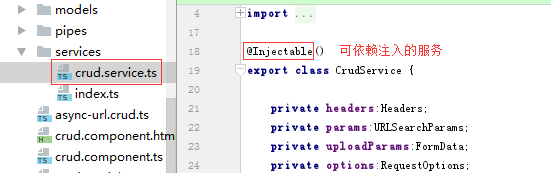 models
pipes
services
crud.service.ts
index.ts
async-url.crud.ts
crud.component.htm
crud.component.ts
4 import ...
17
18 @Injectable() 可依赖注入的服务
19 export class CrudService {
20
21 private headers:Headers;
22 private params:URLSearchParams;
23 private uploadParams:FormData;
24 private options:RequestOptions;